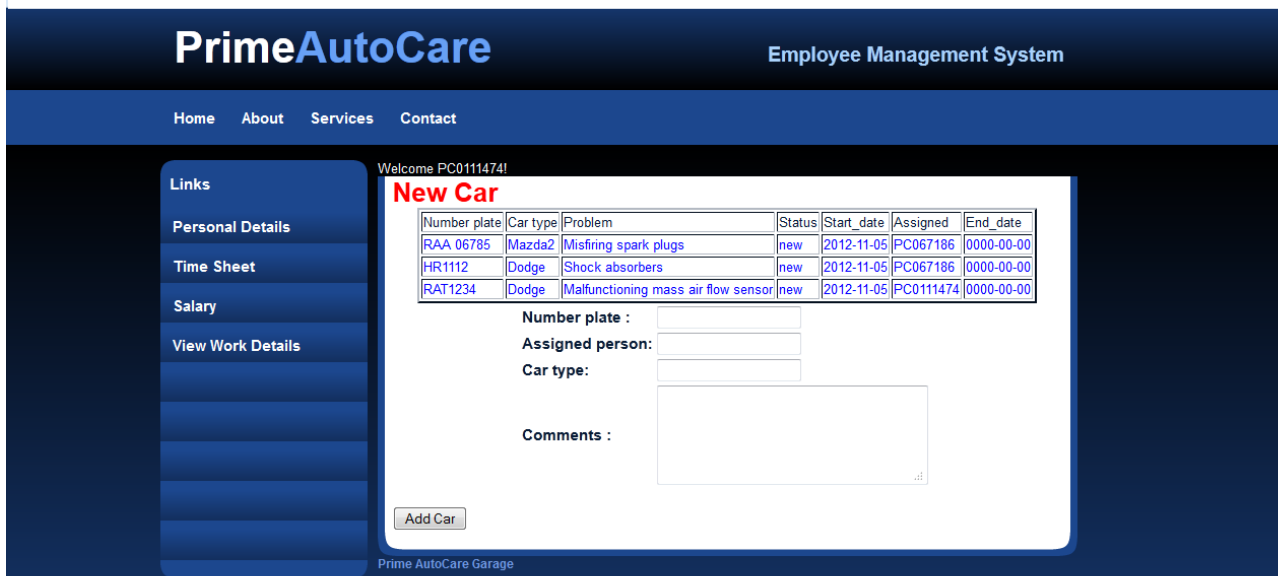 PrimeAutoCare
Employee Management System
Home About Services Contact
Welcome PC0111474!
Links
Personal Details
Time Sheet
Salary
View Work Details
New Car
Number plate Car type Problem Status Start_date Assigned End_date
RAA 06785 Mazda2 Misfiring spark plugs new 2012-11-05 PC067186 0000-00-00
HR1112 Dodge Shock absorbers new 2012-11-05 PC067186 0000-00-00
RAT1234 Dodge Malfunctioning mass air flow sensor new 2012-11-05 PC0111474 0000-00-00
Number plate :
Assigned person:
Car type:
Comments :
Add Car
Prime AutoCare Garage